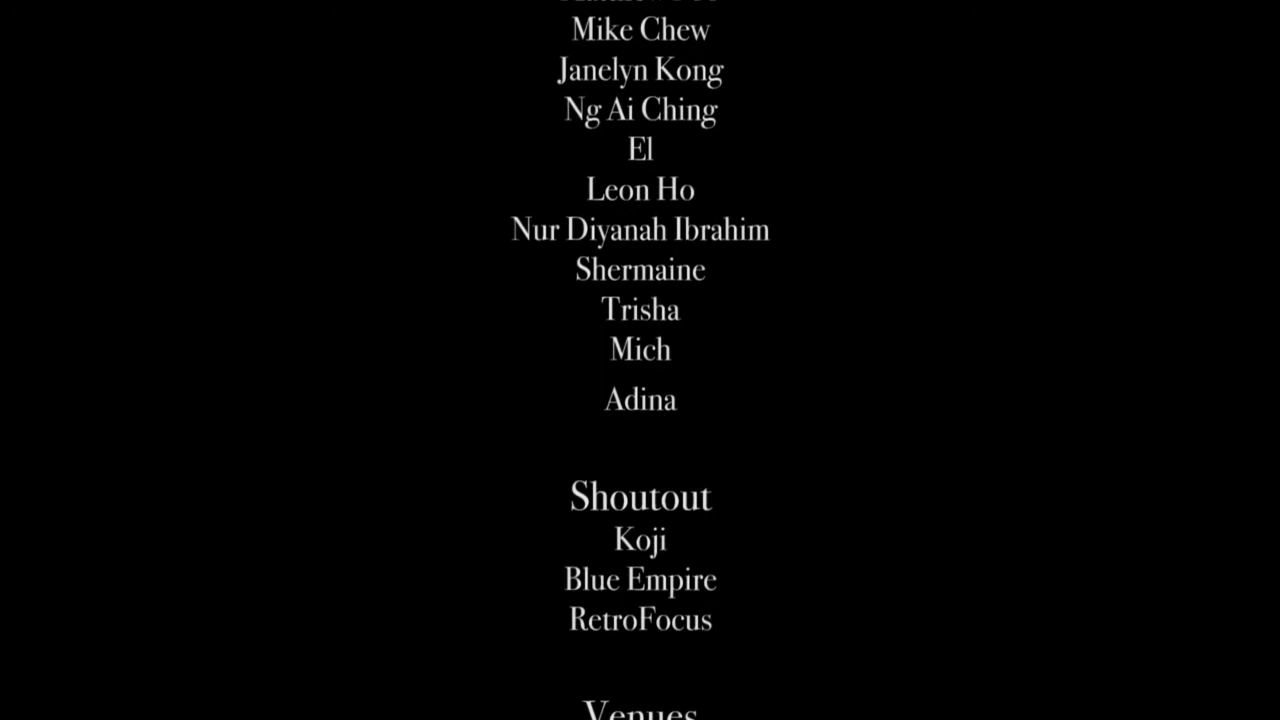 Mike Chew
Janelyn Kong
Ng Ai Ching
El
Leon Ho
Nur Diyanah Ibrahim
Shermaine
Trisha
Mich
Adina
Shoutout
Koji
Blue Empire
RetroFocus
Venues